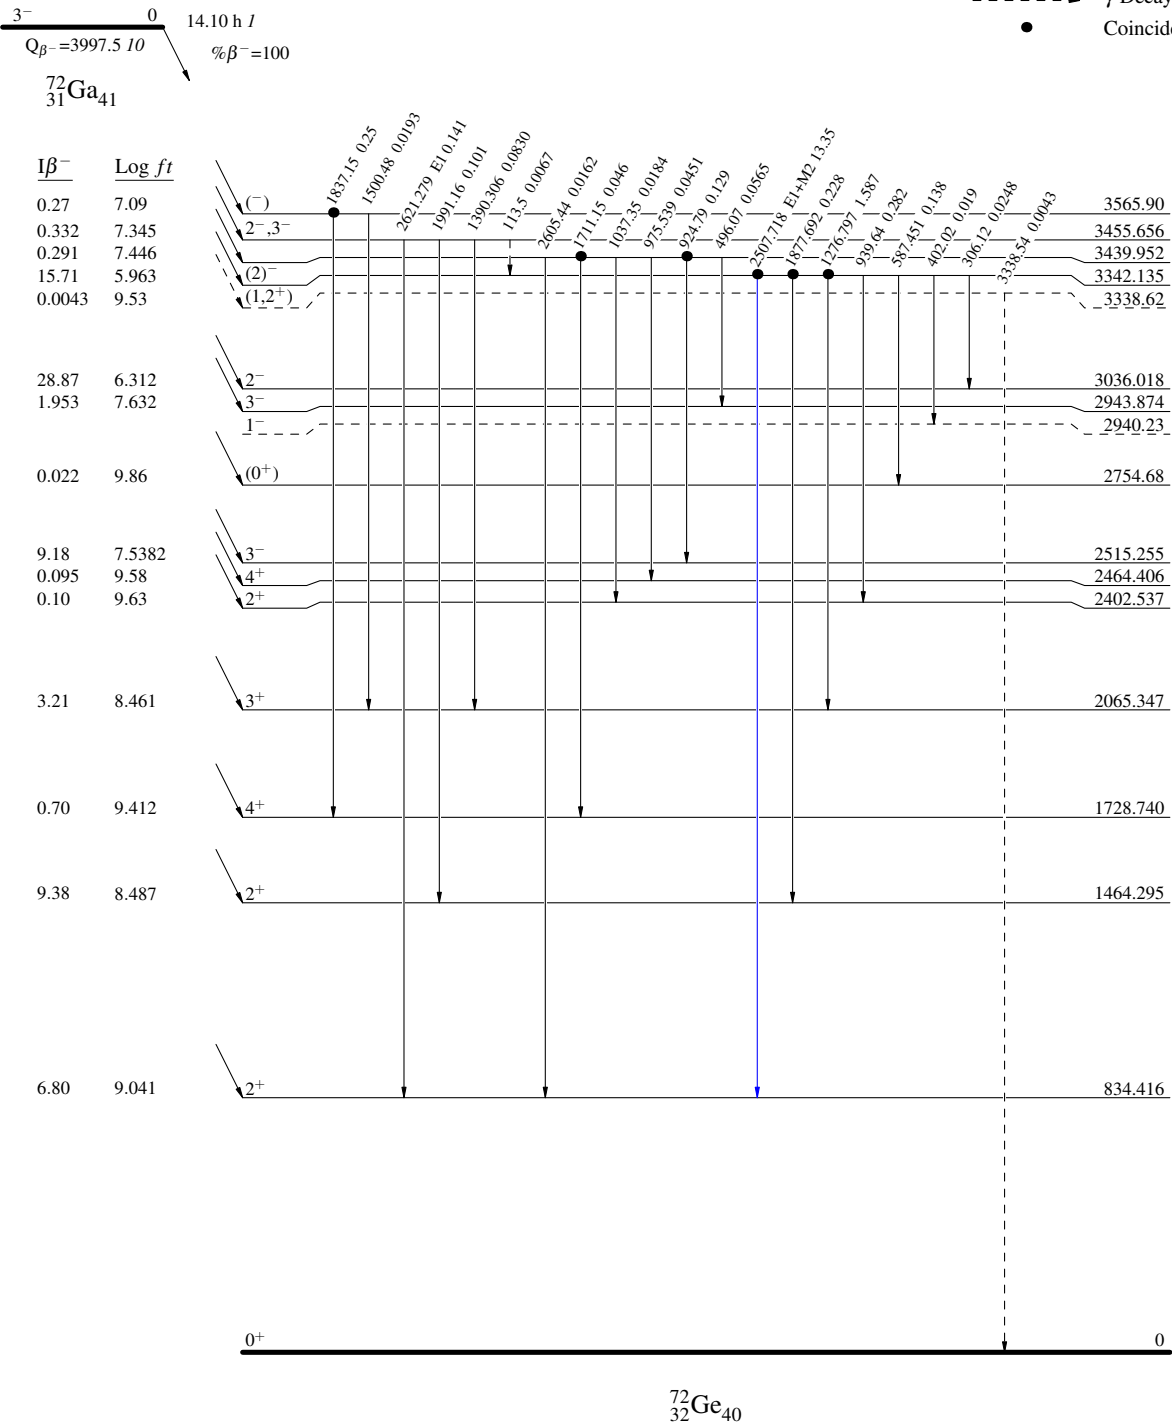 γ Decay
Coincide
3− 0 14.10 h 1
Qβ−=3997.5 10
%β−=100
72 31 Ga 41
Iβ− Log ft
1837.15 0.25
1500.48 0.0193
2621.279 E1 0.141
1991.16 0.101
1390.306 0.0830
113.5 0.0067
2605.44 0.0162
1711.15 0.046
1037.35 0.0184
975.539 0.0451
924.79 0.129
496.07 0.0565
2507.718 E1+M2 13.35
1877.692 0.228
1276.797 1.587
939.64 0.282
587.451 0.138
402.02 0.019
306.12 0.0248
3338.54 0.0043
0.27 7.09 (−) 3565.90
0.332 7.345 2−,3− 3455.656
0.291 7.446 3439.952
15.71 5.963 (2)− 3342.135
0.0043 9.53 (1,2+) 3338.62
28.87 6.312 2− 3036.018
1.953 7.632 3− 2943.874
1− 2940.23
0.022 9.86 (0+) 2754.68
9.18 7.5382 3− 2515.255
0.095 9.58 4+ 2464.406
0.10 9.63 2+ 2402.537
3.21 8.461 3+ 2065.347
0.70 9.412 4+ 1728.740
9.38 8.487 2+ 1464.295
6.80 9.041 2+ 834.416
0+ 0
72 32 Ge 40